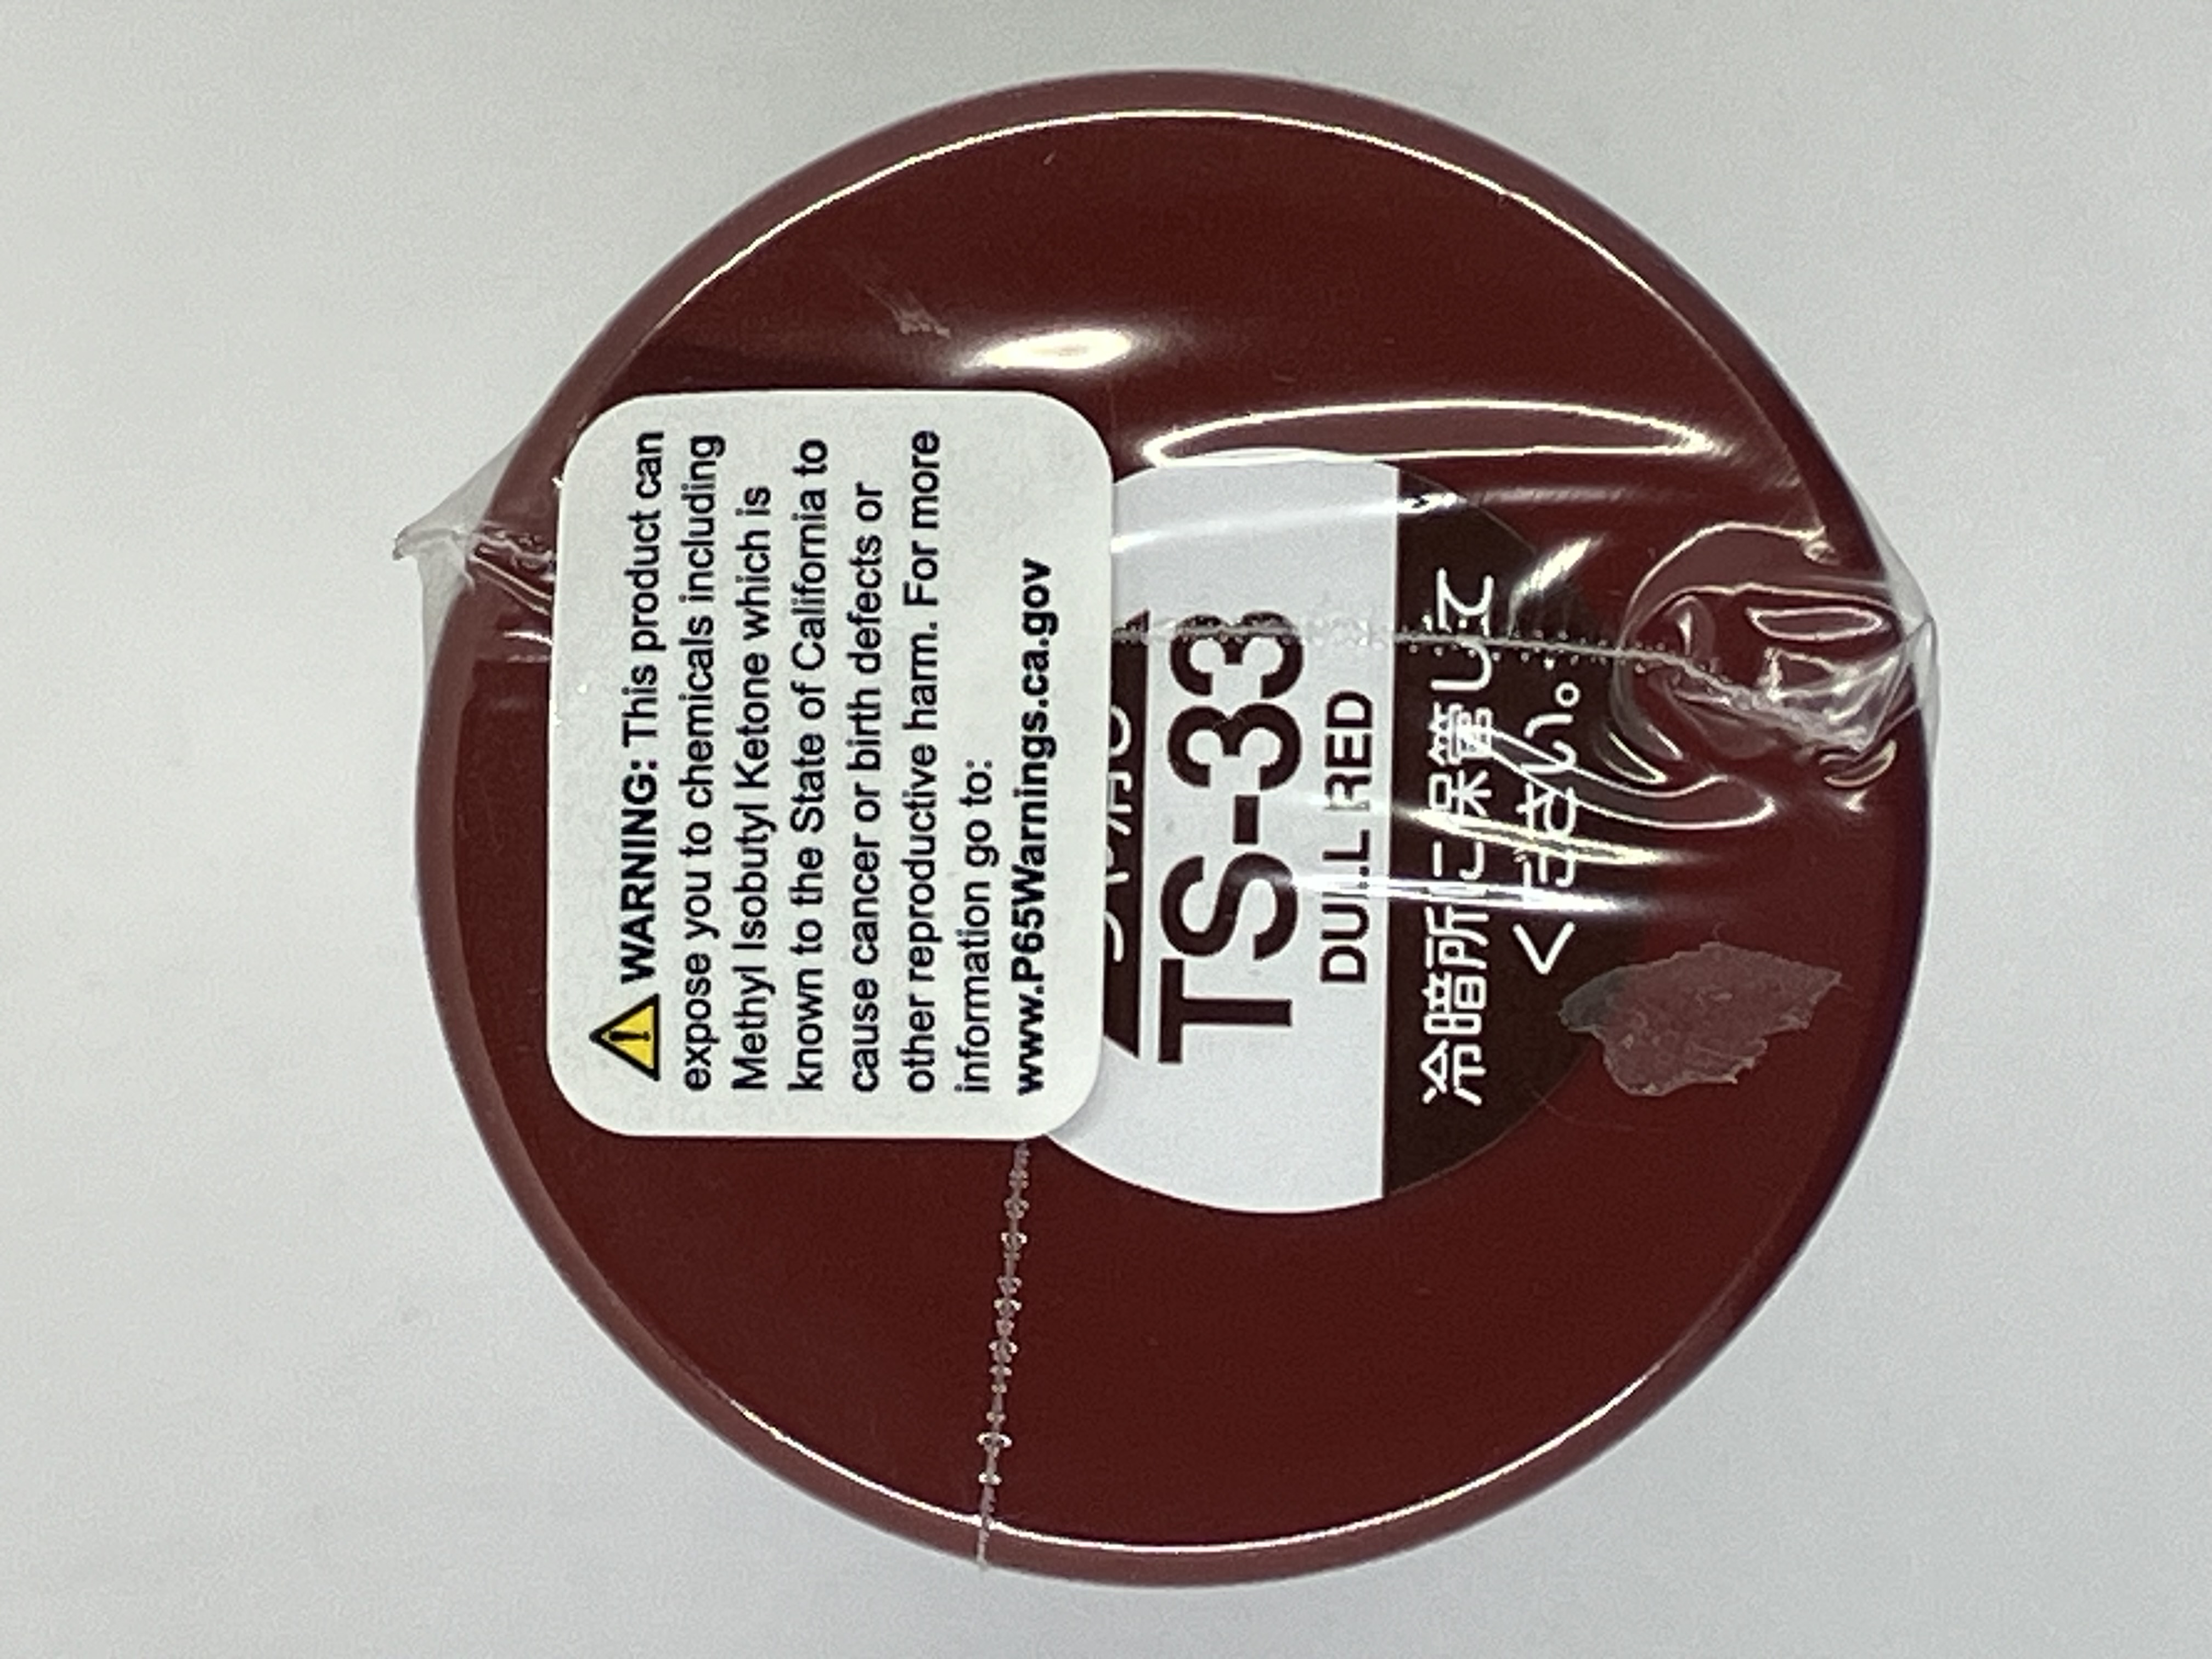 WARNING: This product can
expose you to chemicals including
Methyl Isobutyl Ketone which is
known to the State of California to
cause cancer or birth defects or
other reproductive harm. For more
information go to:
www.P65Warnings.ca.gov
TS-33
DULL RED
冷暗所に保管して
ください。